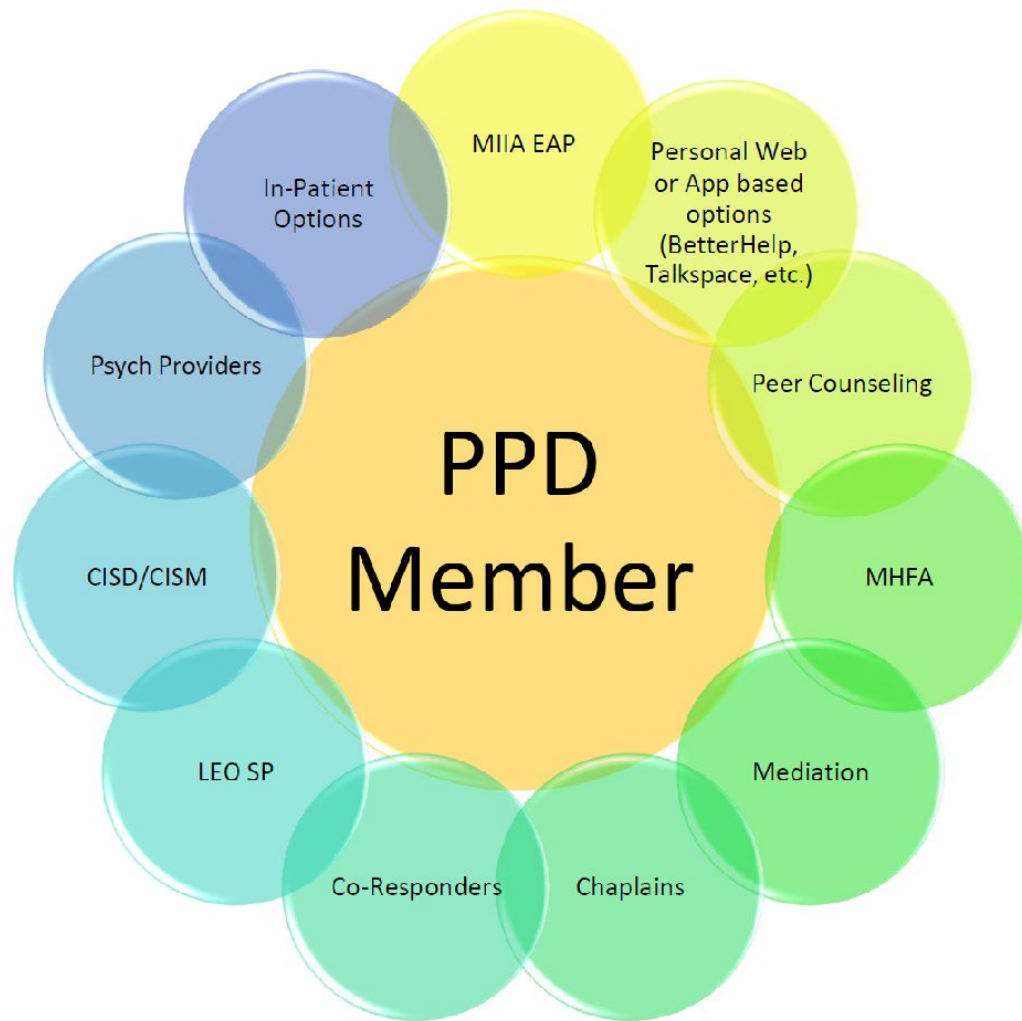 MIIA EAP
Personal Web
or App based
options
(BetterHelp,
Talkspace, etc.)
Peer Counseling
MHFA
Mediation
Chaplains
Co-Responders
LEO SP
CISD/CISM
Psych Providers
In-Patient
Options
PPD
Member